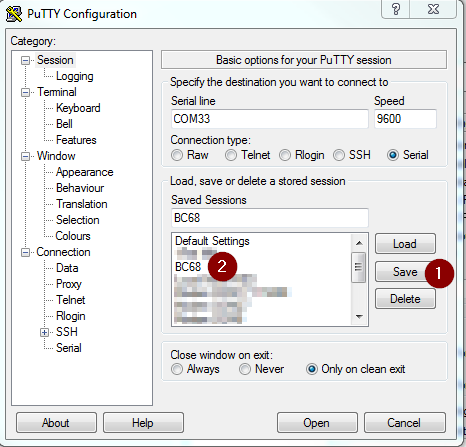 PuTTY Configuration
Category:
Session
Logging
Terminal
Keyboard
Bell
Features
Window
Appearance
Behaviour
Translation
Selection
Colours
Connection
Data
Proxy
Telnet
Rlogin
SSH
Serial
Basic options for your PuTTY session
Specify the destination you want to connect to
Serial line Speed
COM33 9600
Connection type:
Raw Telnet Rlogin SSH Serial
Load, save or delete a stored session
Saved Sessions
BC68
Default Settings
BC68 2
Load
Save 1
Delete
Close window on exit:
Always Never Only on clean exit
About Help Open Cancel